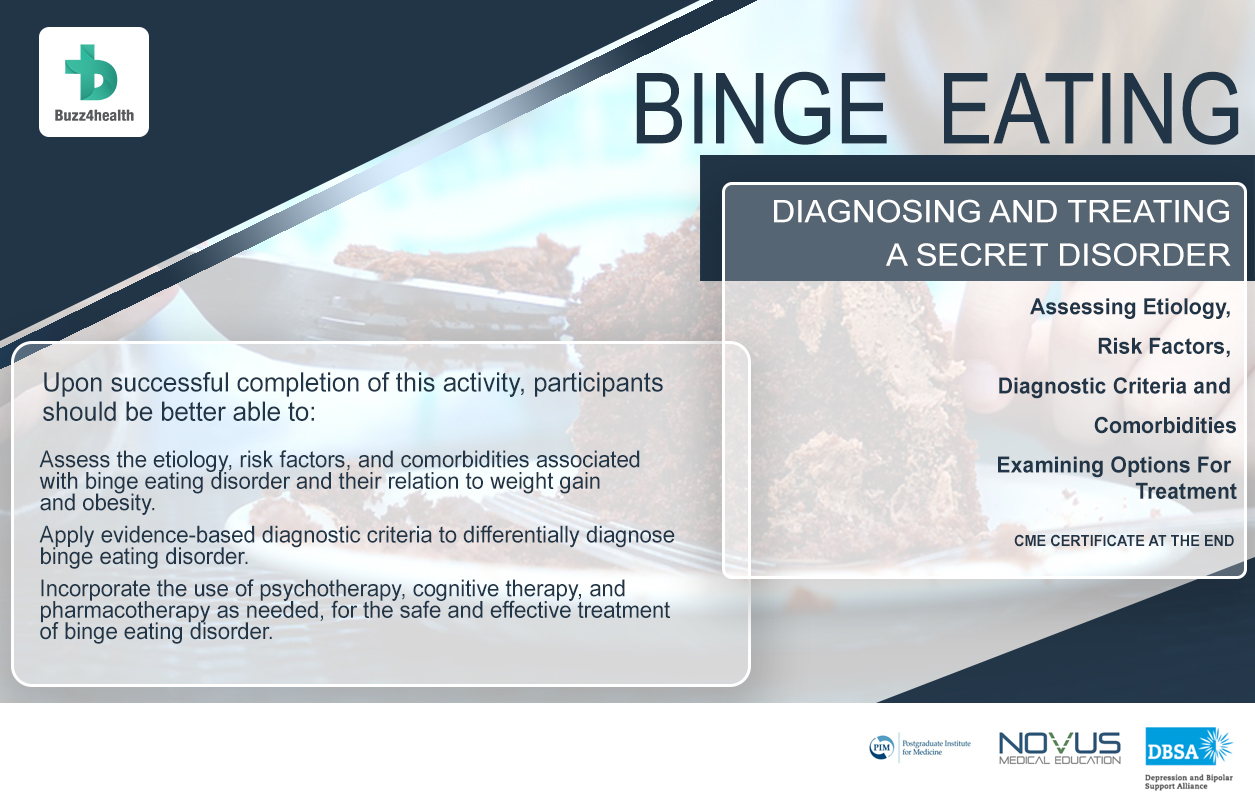 Buzz4health
BINGE EATING
DIAGNOSING AND TREATING
A SECRET DISORDER
Assessing Etiology,
Risk Factors,
Diagnostic Criteria and
Comorbidities
Examining Options For
Treatment
CME CERTIFICATE AT THE END
Upon successful completion of this activity, participants
should be better able to:
Assess the etiology, risk factors, and comorbidities associated
with binge eating disorder and their relation to weight gain
and obesity.
Apply evidence-based diagnostic criteria to differentially diagnose
binge eating disorder.
Incorporate the use of psychotherapy, cognitive therapy, and
pharmacotherapy as needed, for the safe and effective treatment
of binge eating disorder.
PIM
Postgraduate Institute
for Medicine
NOVUS
MEDICAL EDUCATION
DBSA
Depression and Bipolar
Support Alliance